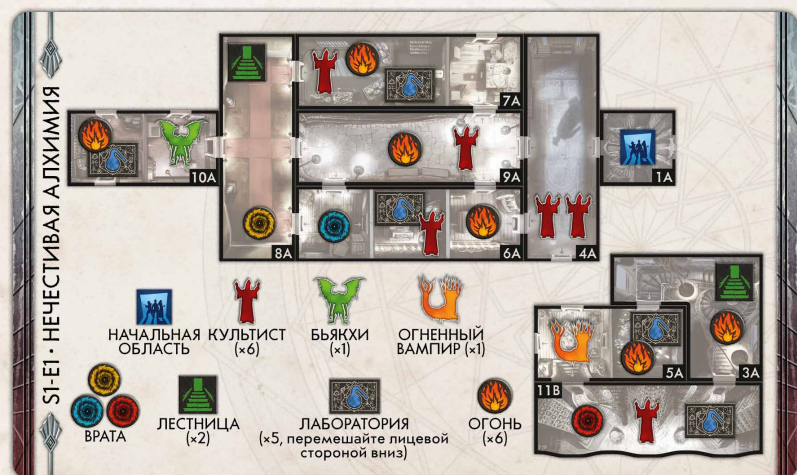 S1-E1 • НЕЧЕСТИВАЯ АЛХИМИЯ
7A
10A
9A
1A
8A
6A
4A
НАЧАЛЬНАЯ
ОБЛАСТЬ
КУЛЬТИСТ
(×6)
БЬЯКХИ
(×1)
ОГНЕННЫЙ
ВАМПИР (×1)
5A
3A
11B
ВРАТА
ЛЕСТНИЦА
(×2)
ЛАБОРАТОРИЯ
(×5, перемешайте лицевой
стороной вниз)
ОГОНЬ
(×6)